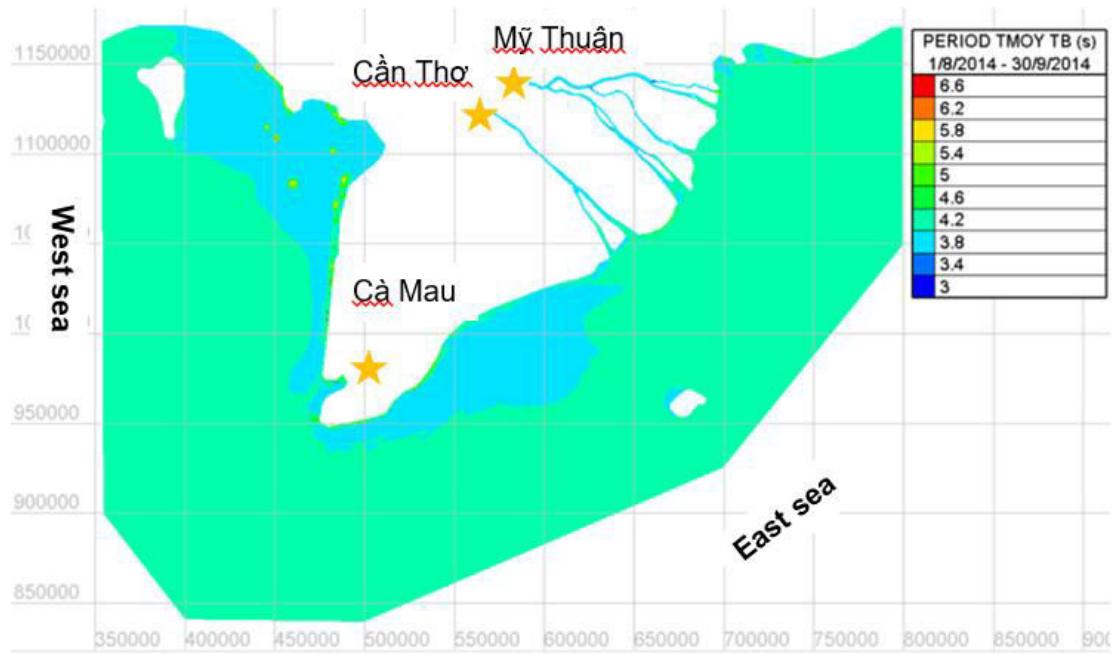 Mỹ Thuân
Cần Thơ
Cà Mau
West sea
East sea
PERIOD TMOY TB (s)
1/8/2014 - 30/9/2014
6.6
6.2
5.8
5.4
5
4.6
4.2
3.8
3.4
3
1150000
1100000
950000
900000
850000
350000 400000 450000 500000 550000 600000 650000 700000 750000 800000 850000